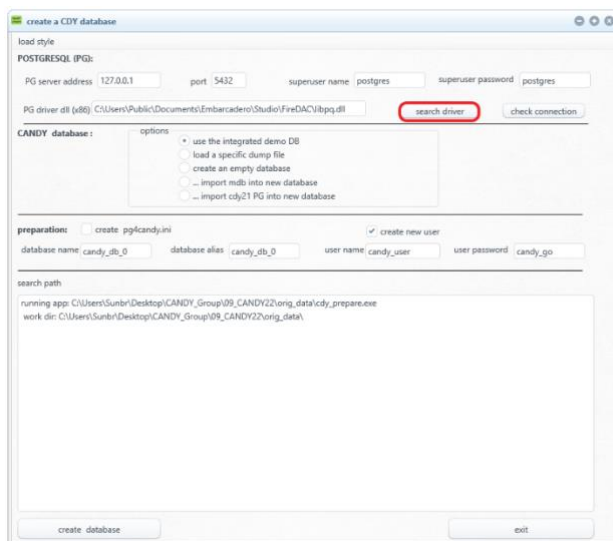 create a CDY database
load style
POSTGRESQL (PG):
PG server address 127.0.0.1 port 5432 superuser name postgres superuser password postgres
PG driver dll (x86) C:\Users\Public\Documents\Embarcadero\Studio\FireDAC\libpq.dll search driver check connection
CANDY database : options
use the integrated demo DB
load a specific dump file
create an empty database
... import mdb into new database
... import cdy21 PG into new database
preparation: create pg4candy.ini create new user
database name candy_db_0 database alias candy_db_0 user name candy_user user password candy_go
search path
running app: C:\Users\Sunbr\Desktop\CANDY_Group\09_CANDY22\orig_data\cdy_prepare.exe
work dir: C:\Users\Sunbr\Desktop\CANDY_Group\09_CANDY22\orig_data\
create database exit